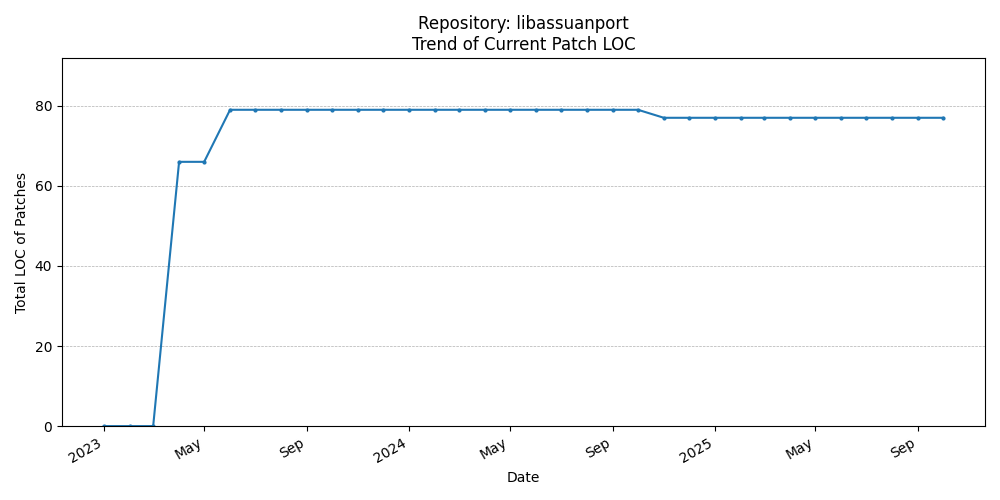 Repository: libassuanport
Trend of Current Patch LOC
Total LOC of Patches
80
60
40
20
0
2023
May
Sep
2024
May
Sep
2025
May
Sep
Date